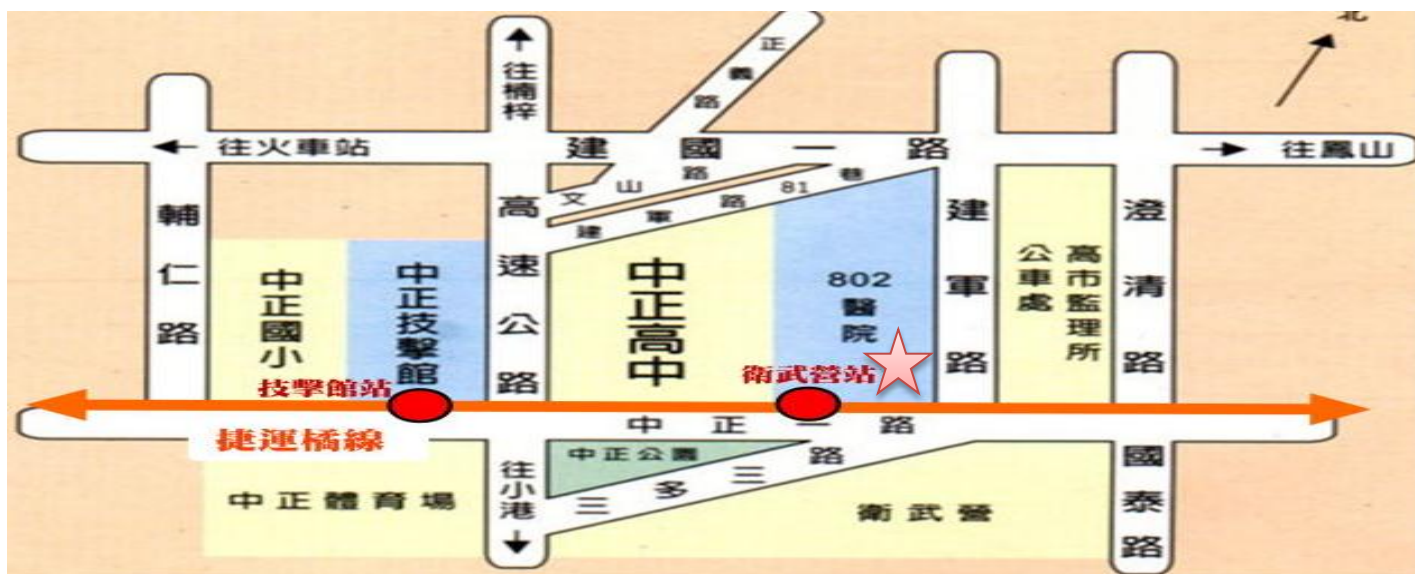 北
正義路
往楠梓
往火車站
建國一路
往鳳山
文山路
建軍路81巷
輔仁路
高速公路
建軍路
澄清路
中正國小
中正技擊館
中正高中
802
醫院
公車處
高市監理所
技擊館站
衛武營站
捷運橘線
中正一路
中正公園
三多三路
往小港
中正體育場
衛武營
國泰路